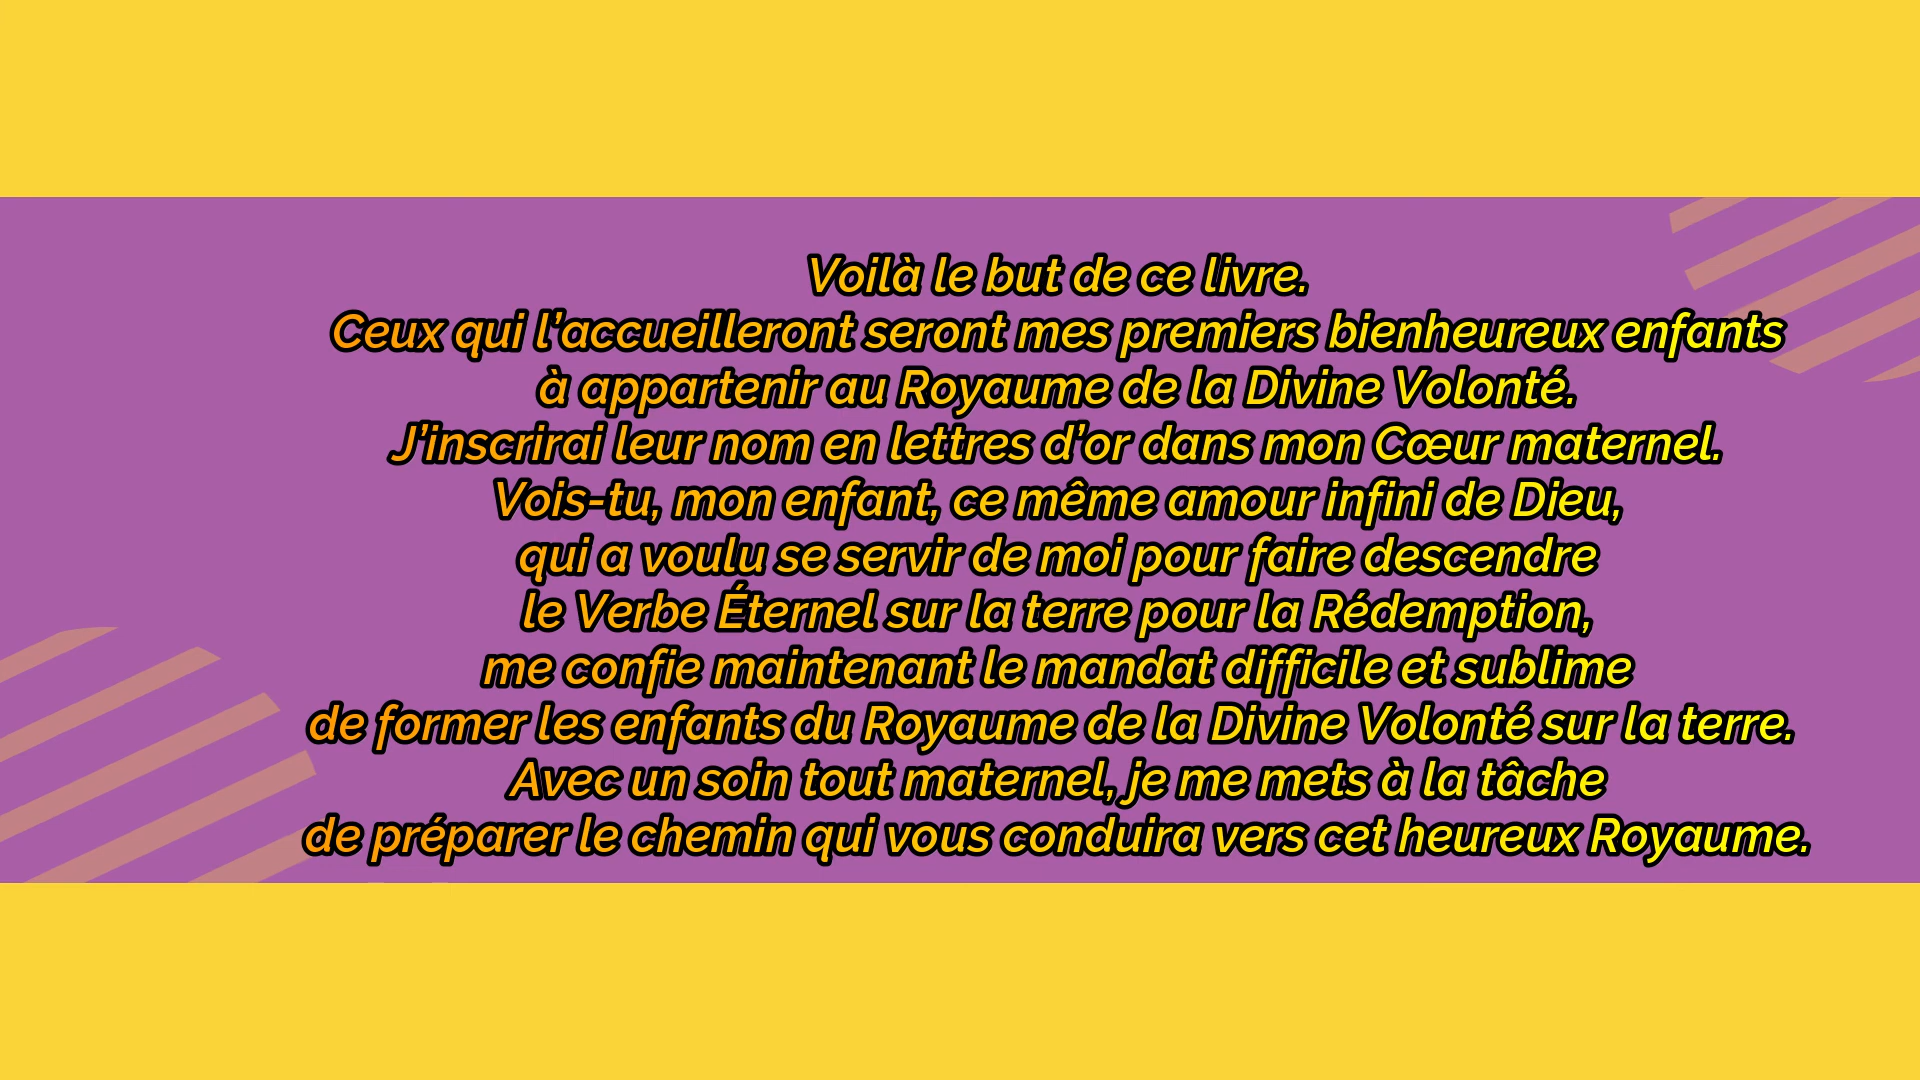 Voilà le but de ce livre.
Ceux qui l’accueilleront seront mes premiers bienheureux enfants
à appartenir au Royaume de la Divine Volonté.
J’inscrirai leur nom en lettres d’or dans mon Cœur maternel.
Vois-tu, mon enfant, ce même amour infini de Dieu,
qui a voulu se servir de moi pour faire descendre
le Verbe Éternel sur la terre pour la Rédemption,
me confie maintenant le mandat difficile et sublime
de former les enfants du Royaume de la Divine Volonté sur la terre.
Avec un soin tout maternel, je me mets à la tâche
de préparer le chemin qui vous conduira vers cet heureux Royaume.